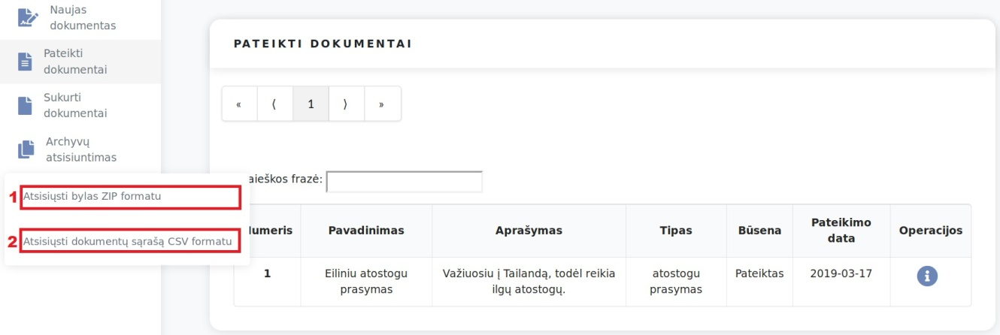 Naujas
dokumentas
Pateikti
dokumentai
Sukurti
dokumentai
Archyvų
atsisiuntimas
1 Atsisiųsti bylas ZIP formatu
2 Atsisiųsti dokumentų sąrašą CSV formatu
PATEIKTI DOKUMENTAI
« ⟨ 1 ⟩ »
aieškos frazė:
umeris Pavadinimas Aprašymas Tipas Būsena Pateikimo data Operacijos
1 Eiliniu atostogu prasymas Važiuosiu į Tailandą, todėl reikia ilgų atostogų. atostogu prasymas Pateiktas 2019-03-17